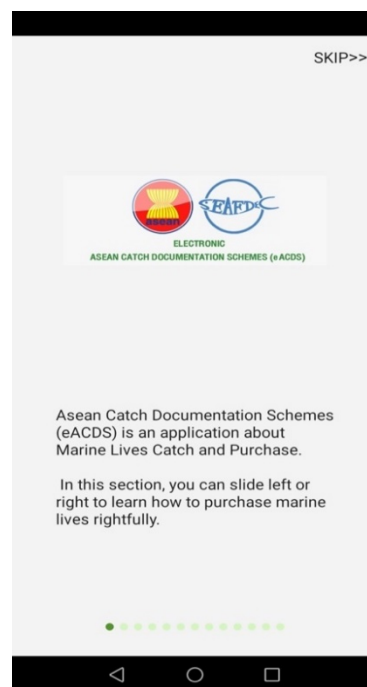 SKIP>>
asean
SEAFDEC
ELECTRONIC
ASEAN CATCH DOCUMENTATION SCHEMES (eACDS)
Asean Catch Documentation Schemes
(eACDS) is an application about
Marine Lives Catch and Purchase.
In this section, you can slide left or
right to learn how to purchase marine
lives rightfully.